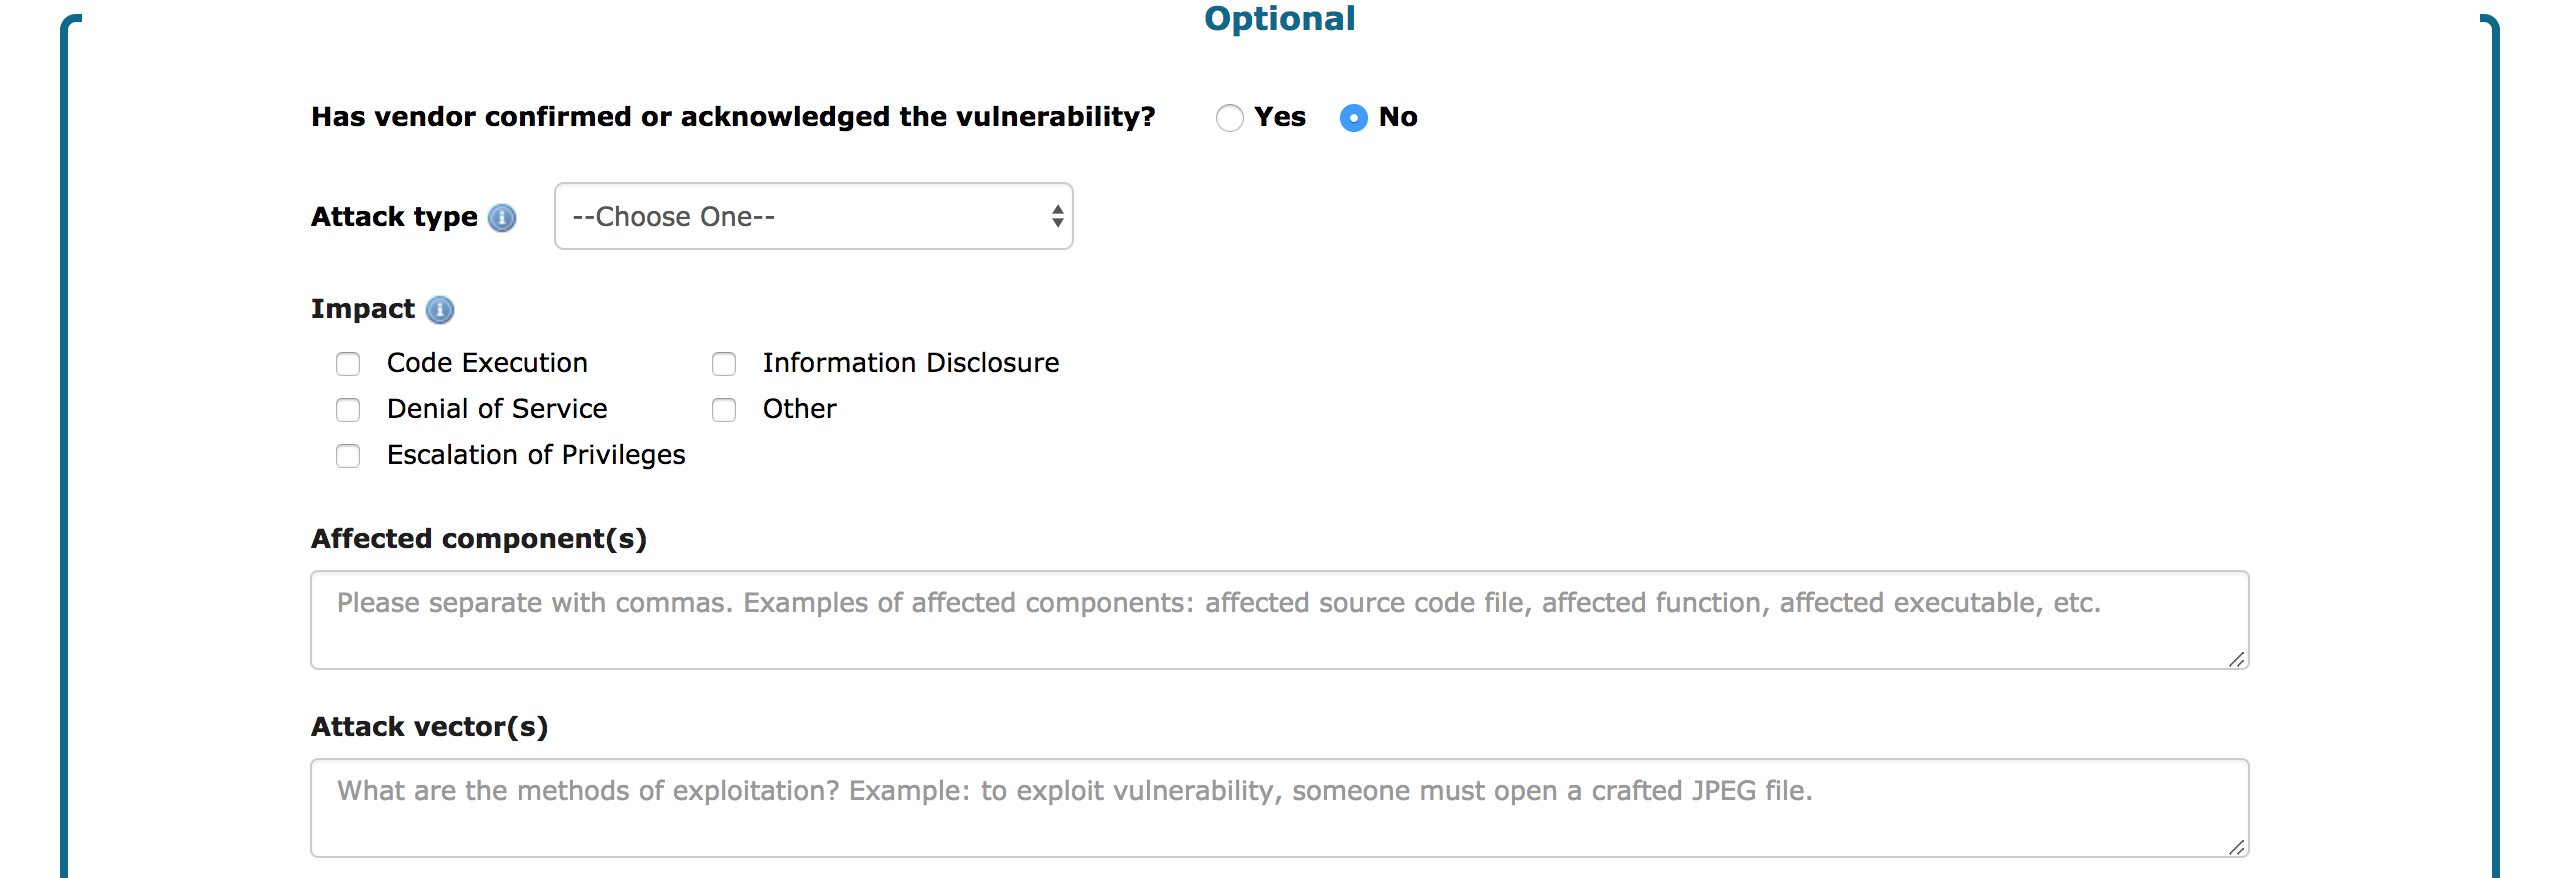 Optional
Has vendor confirmed or acknowledged the vulnerability? Yes No
Attack type --Choose One--
Impact
Code Execution Information Disclosure
Denial of Service Other
Escalation of Privileges
Affected component(s)
Please separate with commas. Examples of affected components: affected source code file, affected function, affected executable, etc.
Attack vector(s)
What are the methods of exploitation? Example: to exploit vulnerability, someone must open a crafted JPEG file.